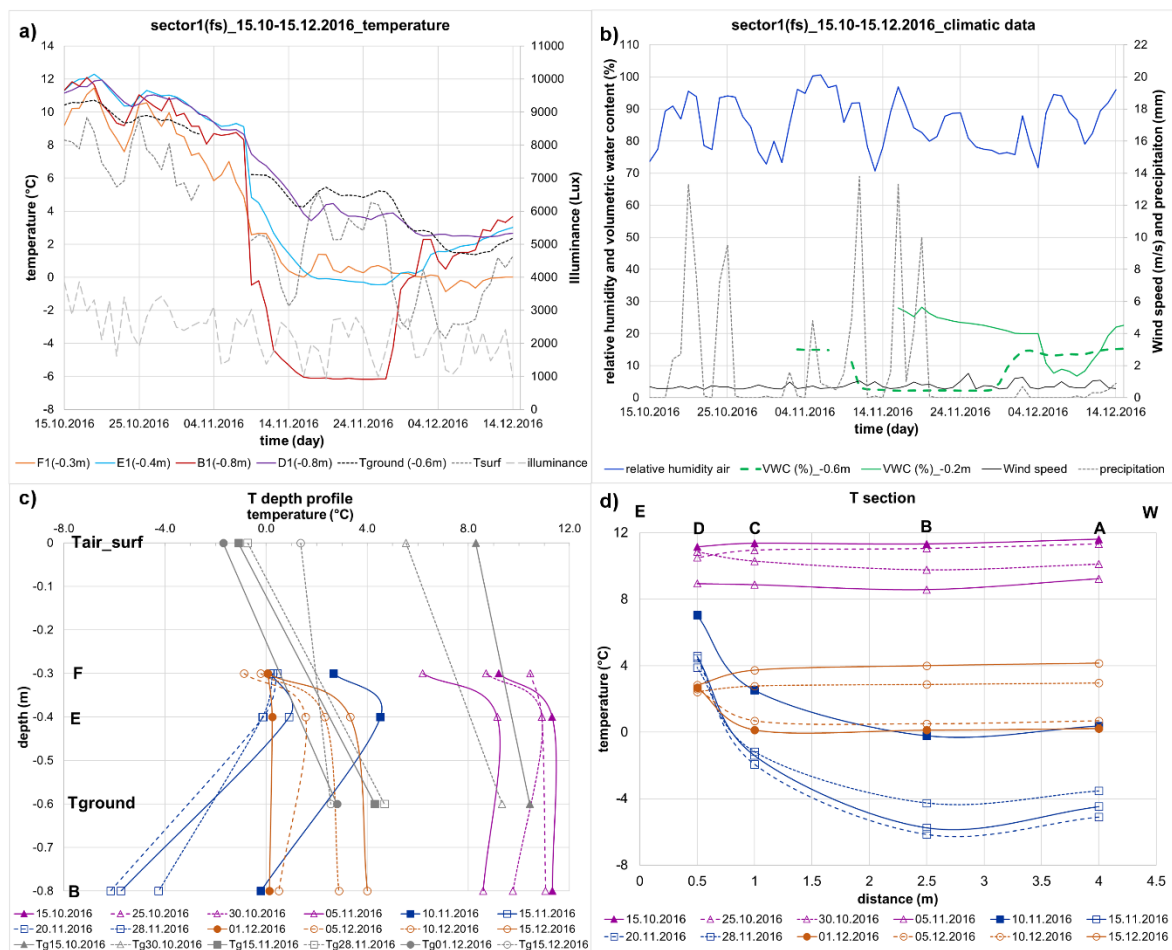 a)
sector1(fs)_15.10-15.12.2016_temperature
14
12
10
8
6
4
2
0
-2
-4
-6
-8
temperature (°C)
11000
10000
9000
8000
7000
6000
5000
4000
3000
2000
1000
0
Illuminance (Lux)
15.10.2016 25.10.2016 04.11.2016 14.11.2016 24.11.2016 04.12.2016 14.12.2016
time (day)
F1(-0.3m) E1(-0.4m) B1(-0.8m) D1(-0.8m) Tground (-0.6m) Tsurf illuminance
b)
sector1(fs)_15.10-15.12.2016_climatic data
110
100
90
80
70
60
50
40
30
20
10
0
relative humidity and volumetric water content (%)
22
20
18
16
14
12
10
8
6
4
2
0
Wind speed (m/s) and precipitaiton (mm)
15.10.2016 25.10.2016 04.11.2016 14.11.2016 24.11.2016 04.12.2016 14.12.2016
time (day)
relative humidity air VWC (%)_-0.6m VWC (%)_-0.2m Wind speed precipitation
c)
T depth profile
temperature (°C)
-8.0 -4.0 0.0 4.0 8.0 12.0
0
-0.1
-0.2
-0.3
-0.4
-0.5
-0.6
-0.7
-0.8
depth (m)
Tair_surf
F
E
Tground
B
15.10.2016 25.10.2016 30.10.2016 05.11.2016 10.11.2016 15.11.2016
20.11.2016 28.11.2016 01.12.2016 05.12.2016 10.12.2016 15.12.2016
Tg15.10.2016 Tg30.10.2016 Tg15.11.2016 Tg28.11.2016 Tg01.12.2016 Tg15.12.2016
d)
T section
E W
D C B A
12
8
4
0
-4
-8
temperature (°C)
0 0.5 1 1.5 2 2.5 3 3.5 4 4.5
distance (m)
15.10.2016 25.10.2016 30.10.2016 05.11.2016 10.11.2016 15.11.2016
20.11.2016 28.11.2016 01.12.2016 05.12.2016 10.12.2016 15.12.2016